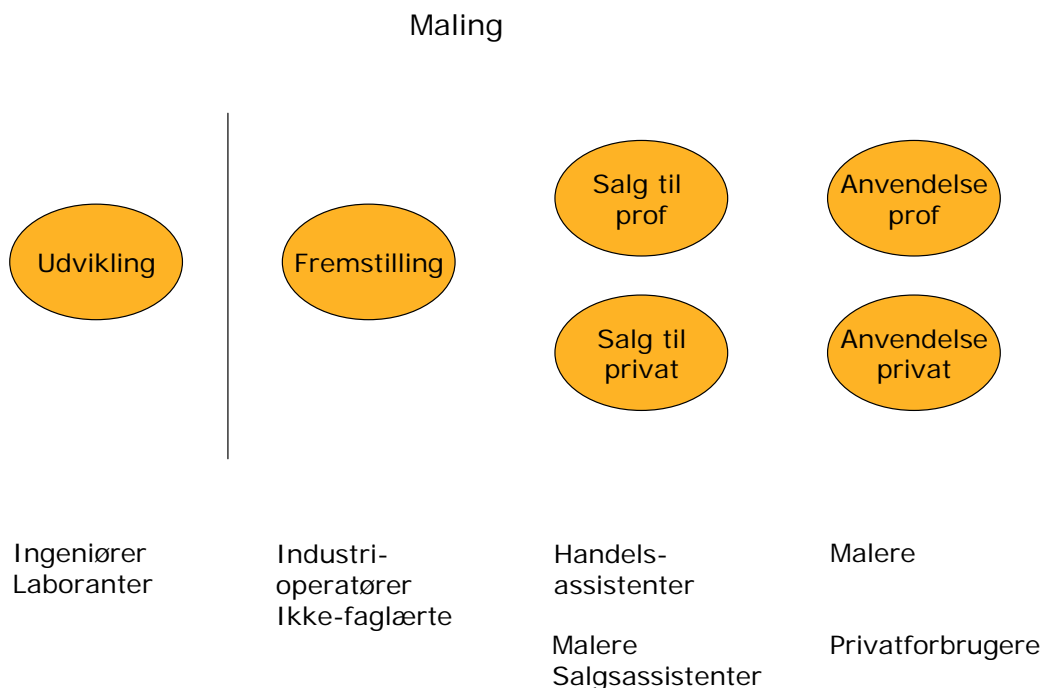 Maling
Udvikling
Fremstilling
Salg til
prof
Anvendelse
prof
Salg til
privat
Anvendelse
privat
Ingeniører
Laboranter
Industri-
operatører
Ikke-faglærte
Handels-
assistenter
Malere
Salgsassistenter
Malere
Privatforbrugere